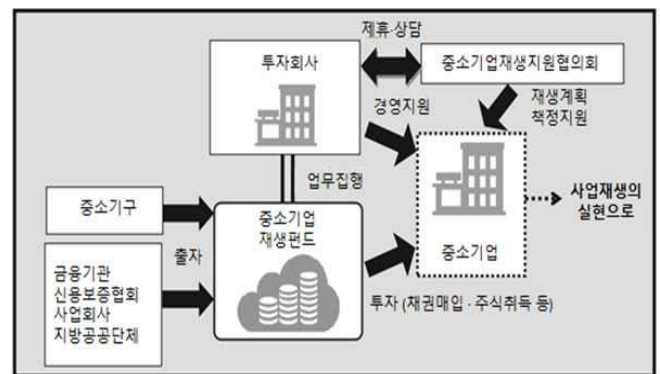 제휴·상담
투자회사
중소기업재생지원협의회
경영지원
재생계획
책정지원
업무집행
중소기구
중소기업
재생펀드
출자
금융기관
신용보증협회
사업회사
지방공공단체
중소기업
사업재생의
실현으로
투자 (채권매입 · 주식취득 등)